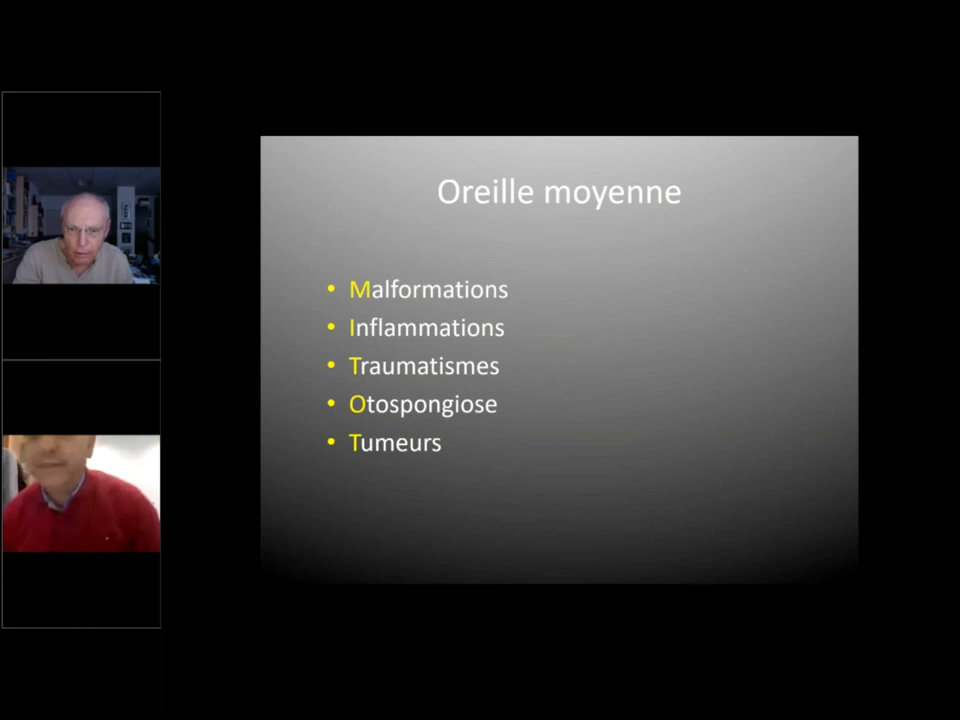 Oreille moyenne
• Malformations
• Inflammations
• Traumatismes
• Otospongiose
• Tumeurs